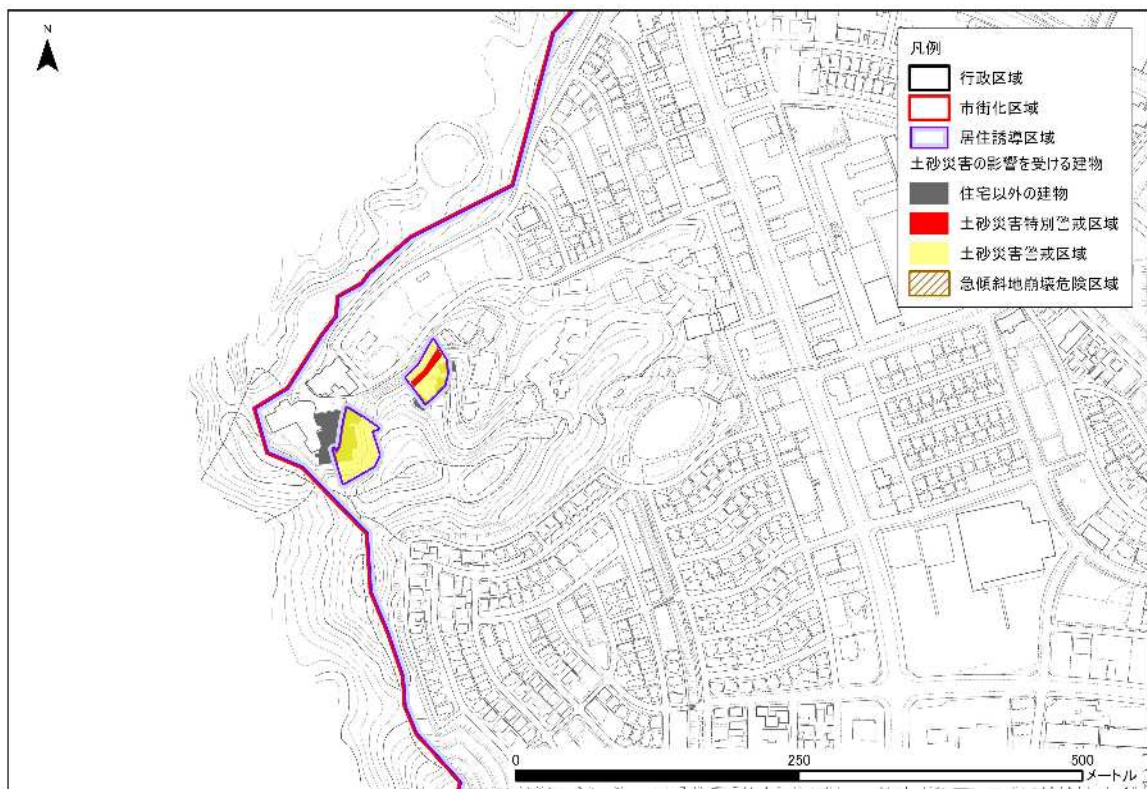 N
凡例
行政区域
市街化区域
居住誘導区域
土砂災害の影響を受ける建物
住宅以外の建物
土砂災害特別警戒区域
土砂災害警戒区域
急傾斜地崩壊危険区域
0 250 500
メートル